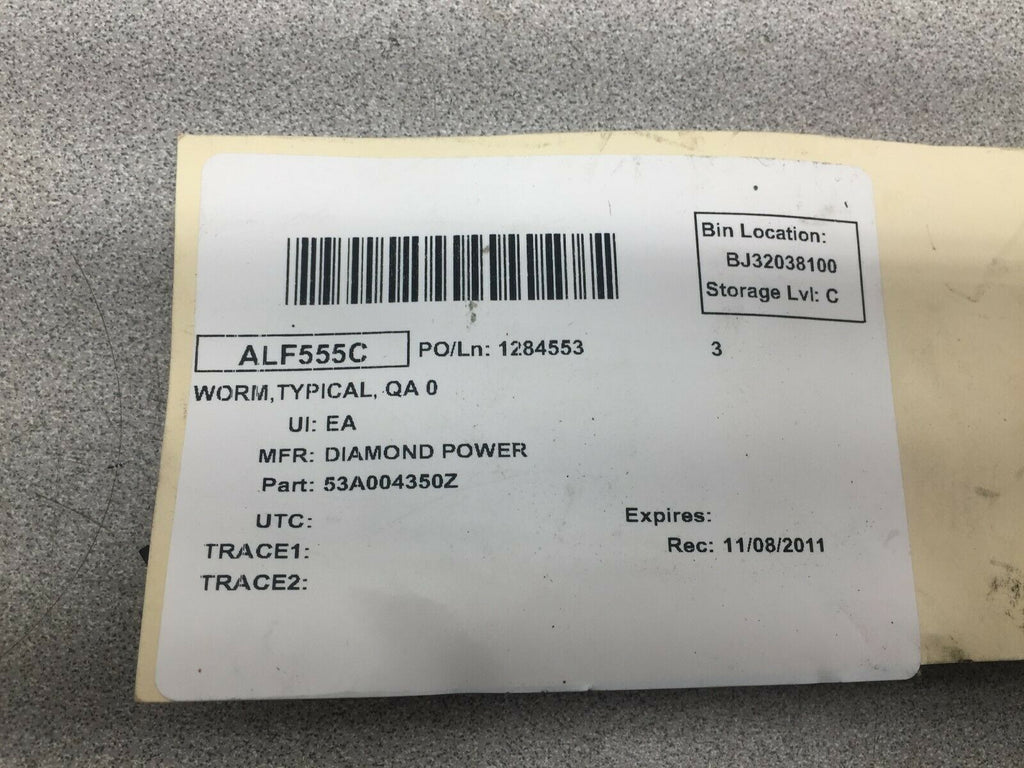 Bin Location:
BJ32038100
Storage Lvl: C
ALF555C PO/Ln: 1284553 3
WORM,TYPICAL, QA 0
UI: EA
MFR: DIAMOND POWER
Part: 53A004350Z
UTC:
Expires:
TRACE1:
Rec: 11/08/2011
TRACE2: